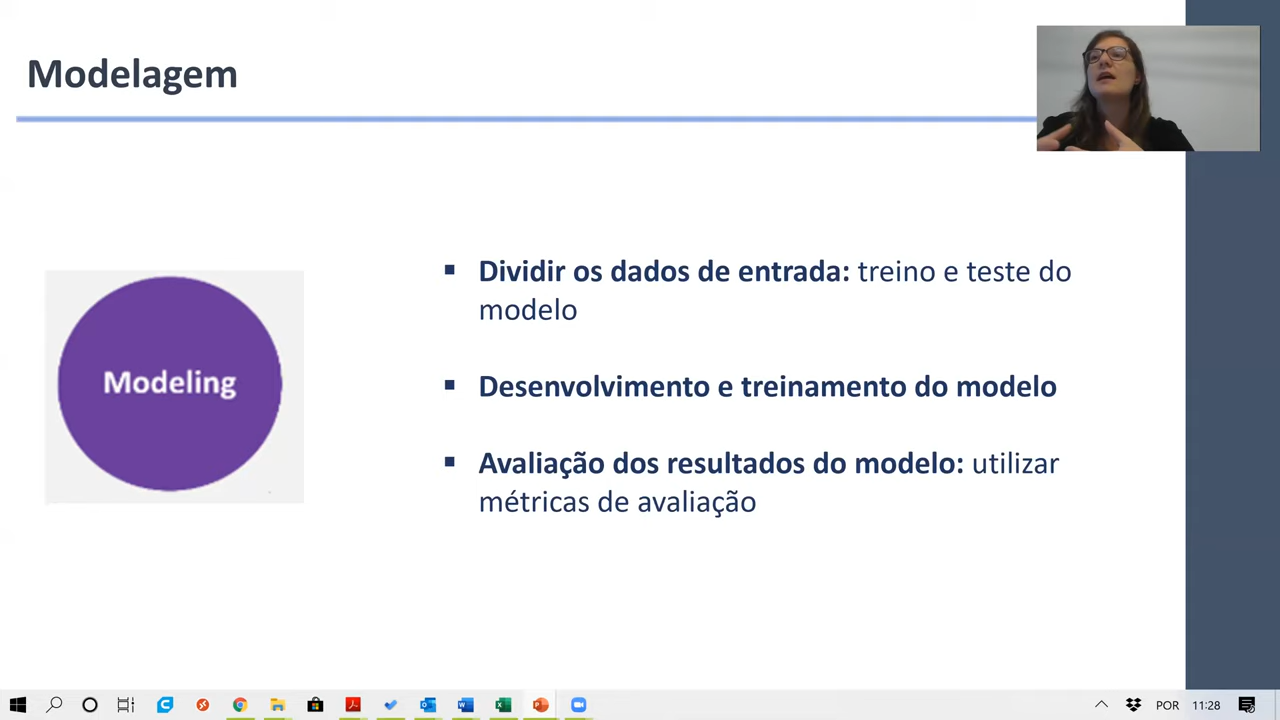 Modelagem
Modeling
▪ Dividir os dados de entrada: treino e teste do
modelo
▪ Desenvolvimento e treinamento do modelo
▪ Avaliação dos resultados do modelo: utilizar
métricas de avaliação
POR 11:28